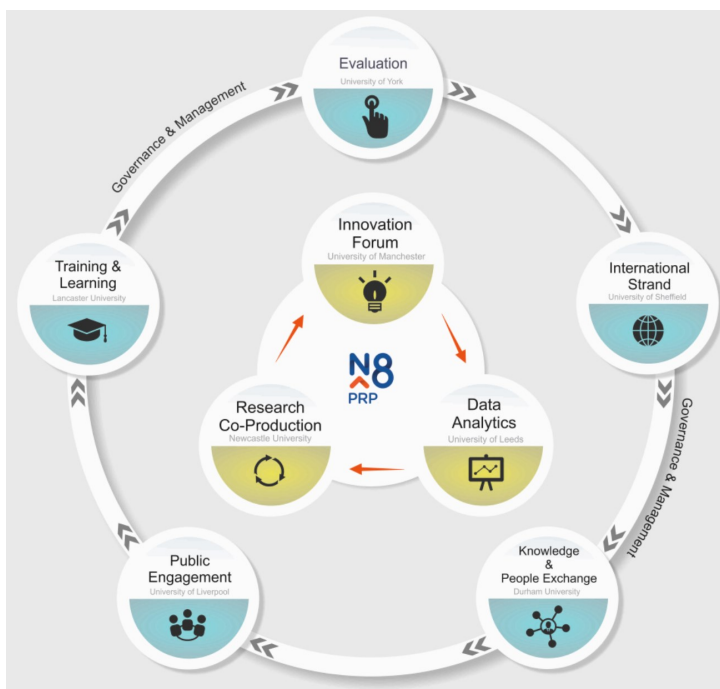 Evaluation
University of York
Governance & Management
Innovation
Forum
University of Manchester
Training &
Learning
Lancaster University
International
Strand
University of Sheffield
N8
PRP
Research
Co-Production
Newcastle University
Data
Analytics
University of Leeds
Governance & Management
Public
Engagement
University of Liverpool
Knowledge
&
People Exchange
Durham University